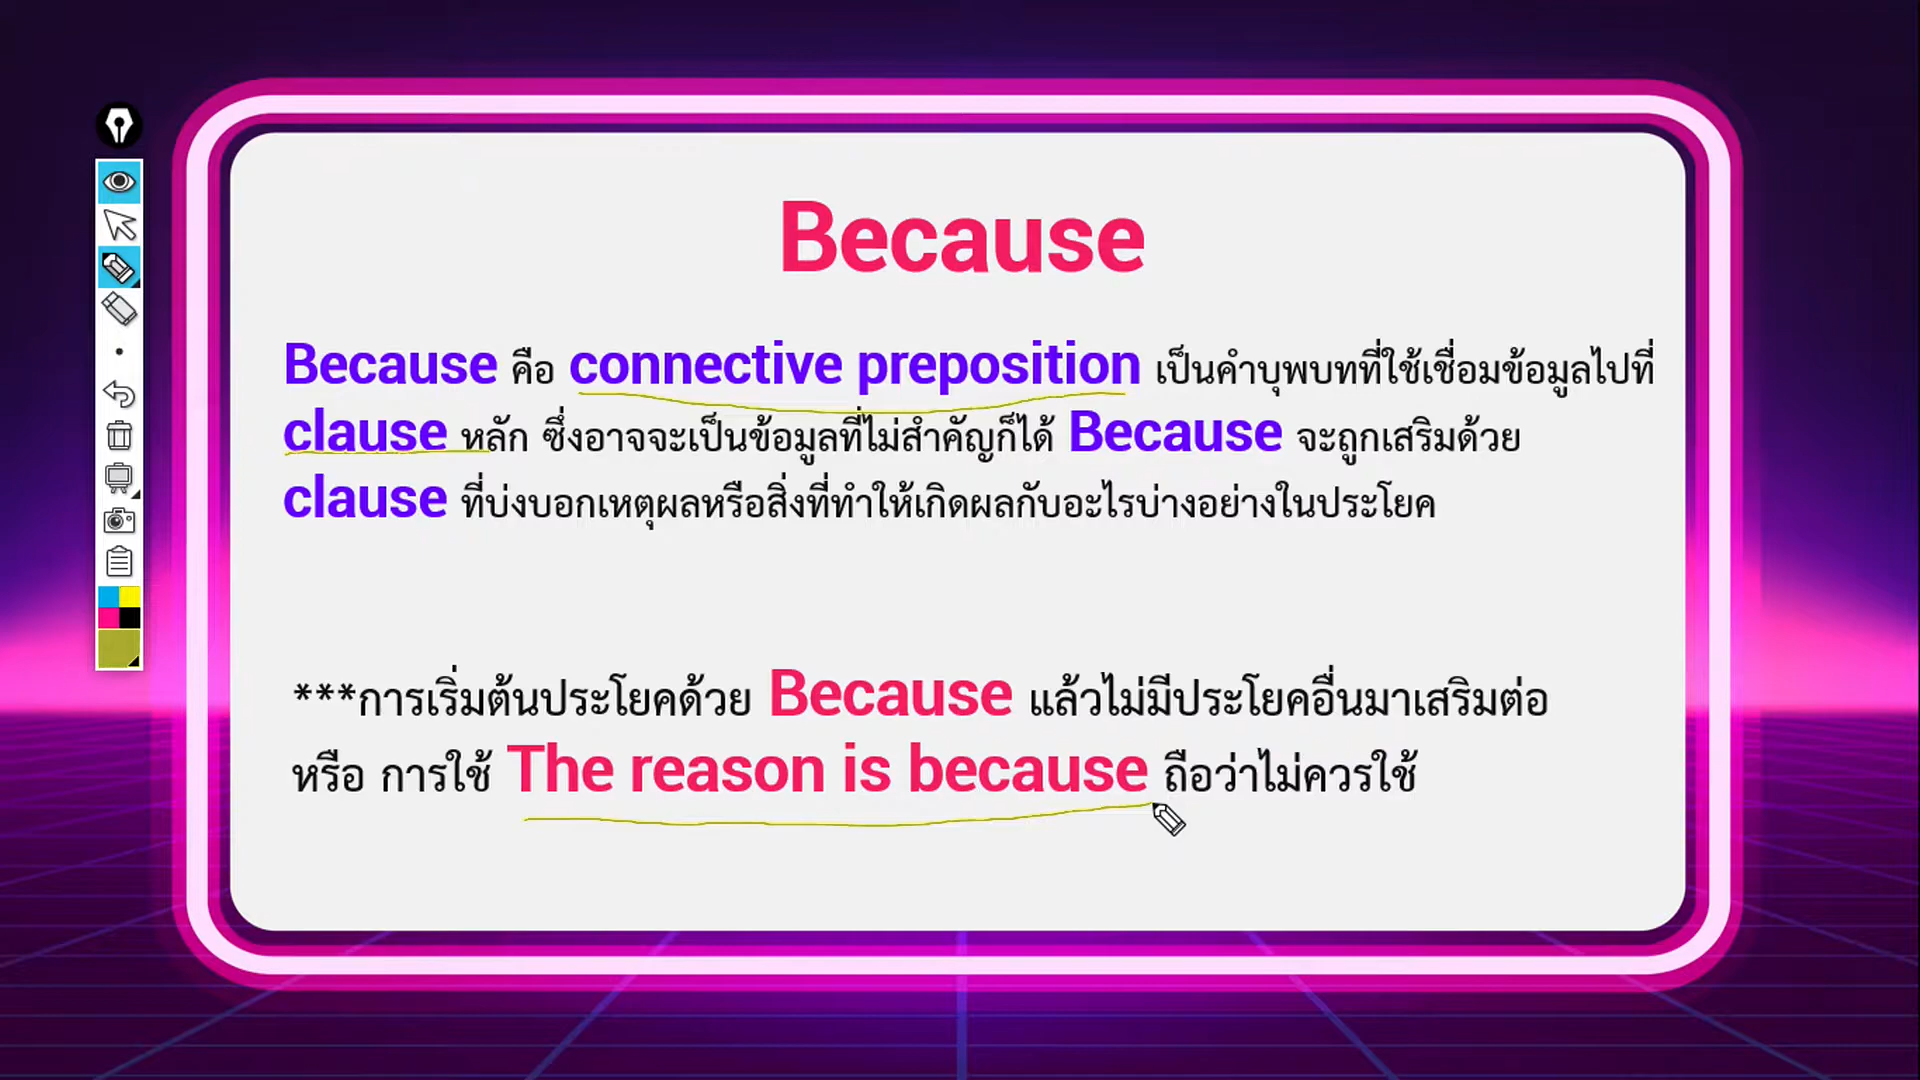 Because
Because คือ connective preposition เป็นคำบุพบทที่ใช้เชื่อมข้อมูลไปที่
clause หลัก ซึ่งอาจจะเป็นข้อมูลที่ไม่สำคัญก็ได้ Because จะถูกเสริมด้วย
clause ที่บ่งบอกเหตุผลหรือสิ่งที่ทำให้เกิดผลกับอะไรบ่างอย่างในประโยค
***การเริ่มต้นประโยคด้วย Because แล้วไม่มีประโยคอื่นมาเสริมต่อ
หรือ การใช้ The reason is because ถือว่าไม่ควรใช้